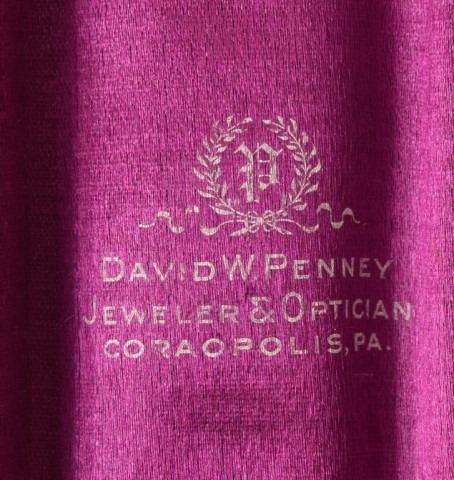 P
DAVID W. PENNEY
JEWELER & OPTICIAN
CORAOPOLIS, PA.